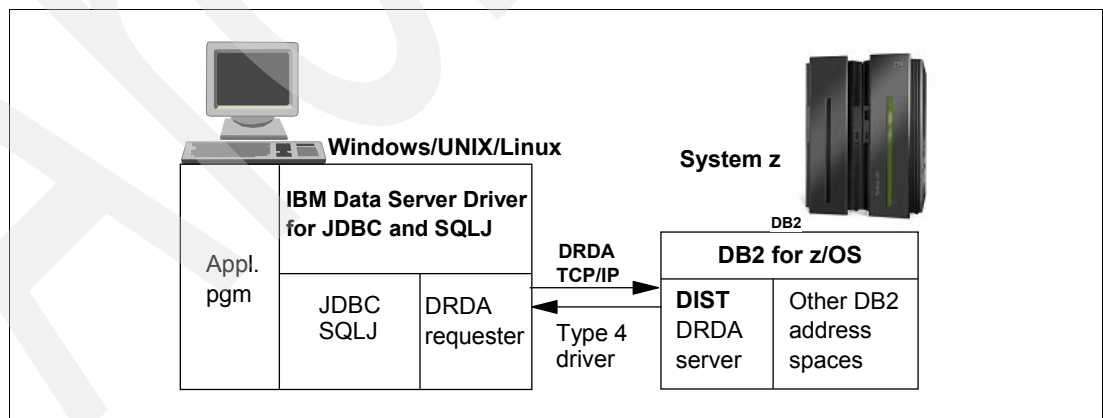 Windows/UNIX/Linux
System z
IBM Data Server Driver
for JDBC and SQLJ
Appl.
pgm
JDBC
SQLJ
DRDA
requester
DRDA
TCP/IP
Type 4
driver
DB2
DB2 for z/OS
DIST
DRDA
server
Other DB2
address
spaces